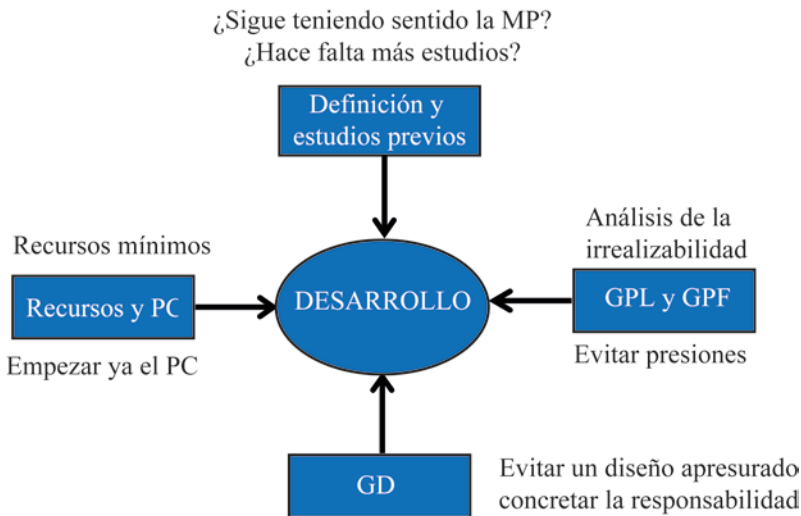 ¿Sigue teniendo sentido la MP?
¿Hace falta más estudios?
Definición y
estudios previos
Recursos mínimos
Recursos y PC
Empezar ya el PC
DESARROLLO
Análisis de la
irrealizabilidad
GPL y GPF
Evitar presiones
GD
Evitar un diseño apresurado
concretar la responsabilidad